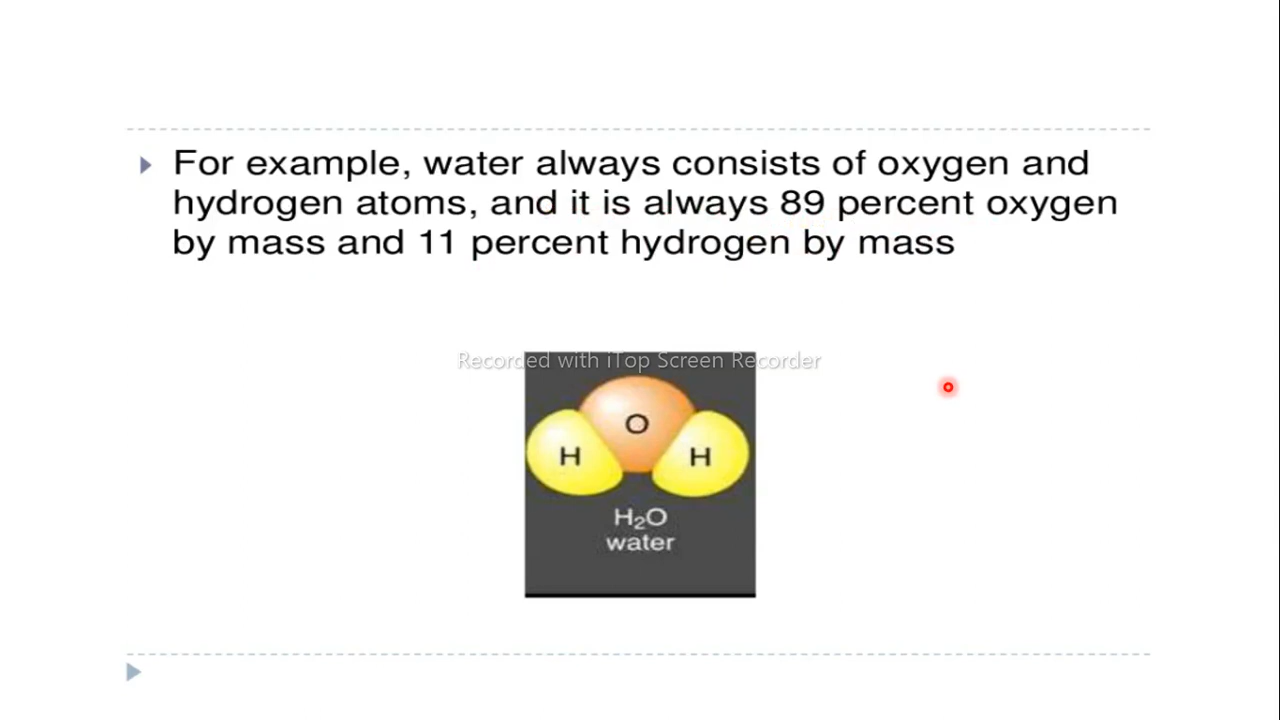 For example, water always consists of oxygen and
hydrogen atoms, and it is always 89 percent oxygen
by mass and 11 percent hydrogen by mass
Recorded with iTop Screen Recorder
O
H H
H₂O
water